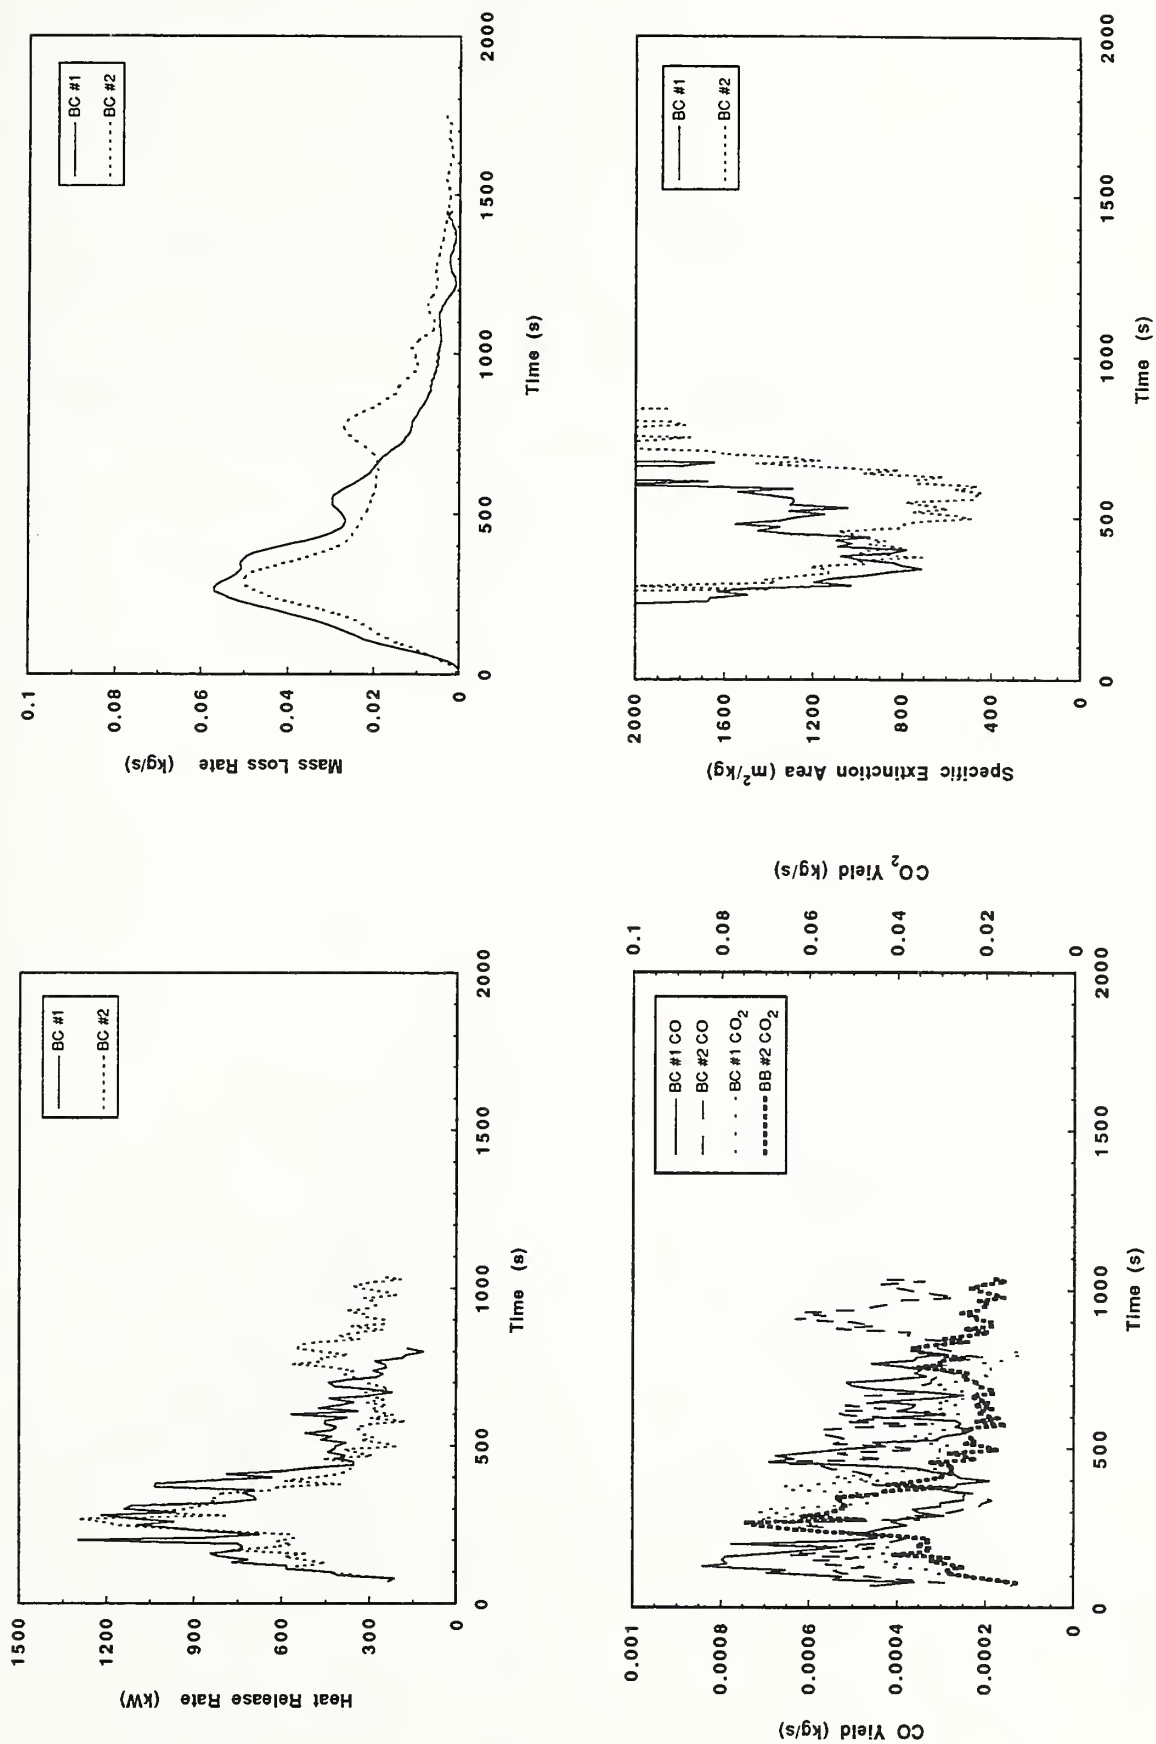 1500
1200
900
600
300
0
Heat Release Rate (kW)
BC #1
BC #2
0
500
1000
1500
2000
Time (s)
0.1
0.08
0.06
0.04
0.02
0
Mass Loss Rate (kg/s)
BC #1
BC #2
0
500
1000
1500
2000
Time (s)
0.001
0.0008
0.0006
0.0004
0.0002
0
CO Yield (kg/s)
BC #1 CO
BC #2 CO
BC #1 CO₂
BB #2 CO₂
0
500
1000
1500
2000
Time (s)
0.1
0.08
0.06
0.04
0.02
0
CO₂ Yield (kg/s)
2000
1600
1200
800
400
0
Specific Extinction Area (m²/kg)
BC #1
BC #2
0
500
1000
1500
2000
Time (s)